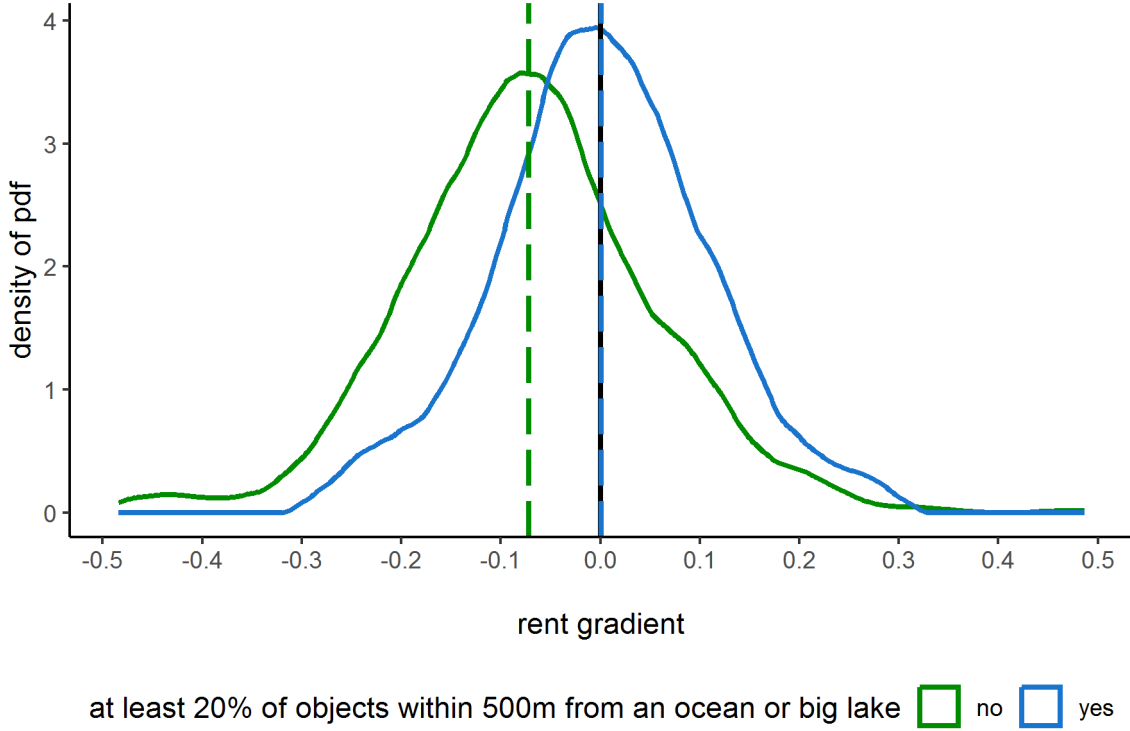 density of pdf
4
3
2
1
0
-0.5 -0.4 -0.3 -0.2 -0.1 0.0 0.1 0.2 0.3 0.4 0.5
rent gradient
at least 20% of objects within 500m from an ocean or big lake no yes